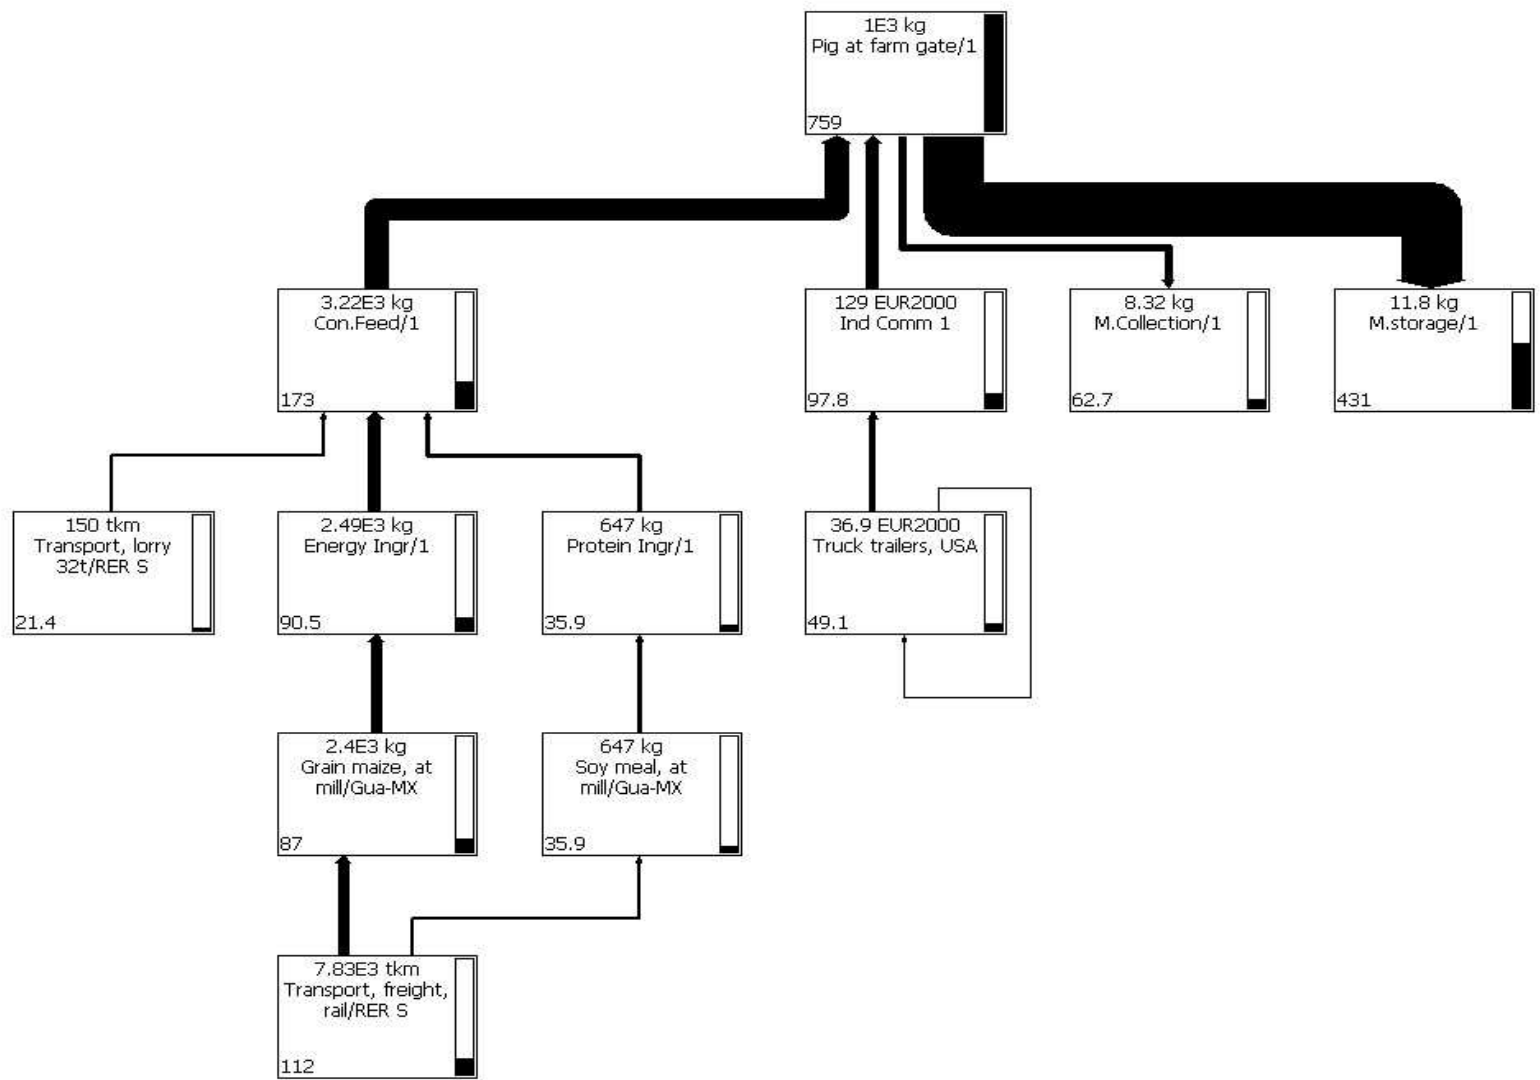 1E3 kg
Pig at farm gate/1
759
3.22E3 kg
Con.Feed/1
173
129 EUR2000
Ind Comm 1
97.8
8.32 kg
M.Collection/1
62.7
11.8 kg
M.storage/1
431
150 tkm
Transport, lorry
32t/RER S
21.4
2.49E3 kg
Energy Ingr/1
90.5
647 kg
Protein Ingr/1
35.9
36.9 EUR2000
Truck trailers, USA
49.1
2.4E3 kg
Grain maize, at
mill/Gua-MX
87
647 kg
Soy meal, at
mill/Gua-MX
35.9
7.83E3 tkm
Transport, freight,
rail/RER S
112